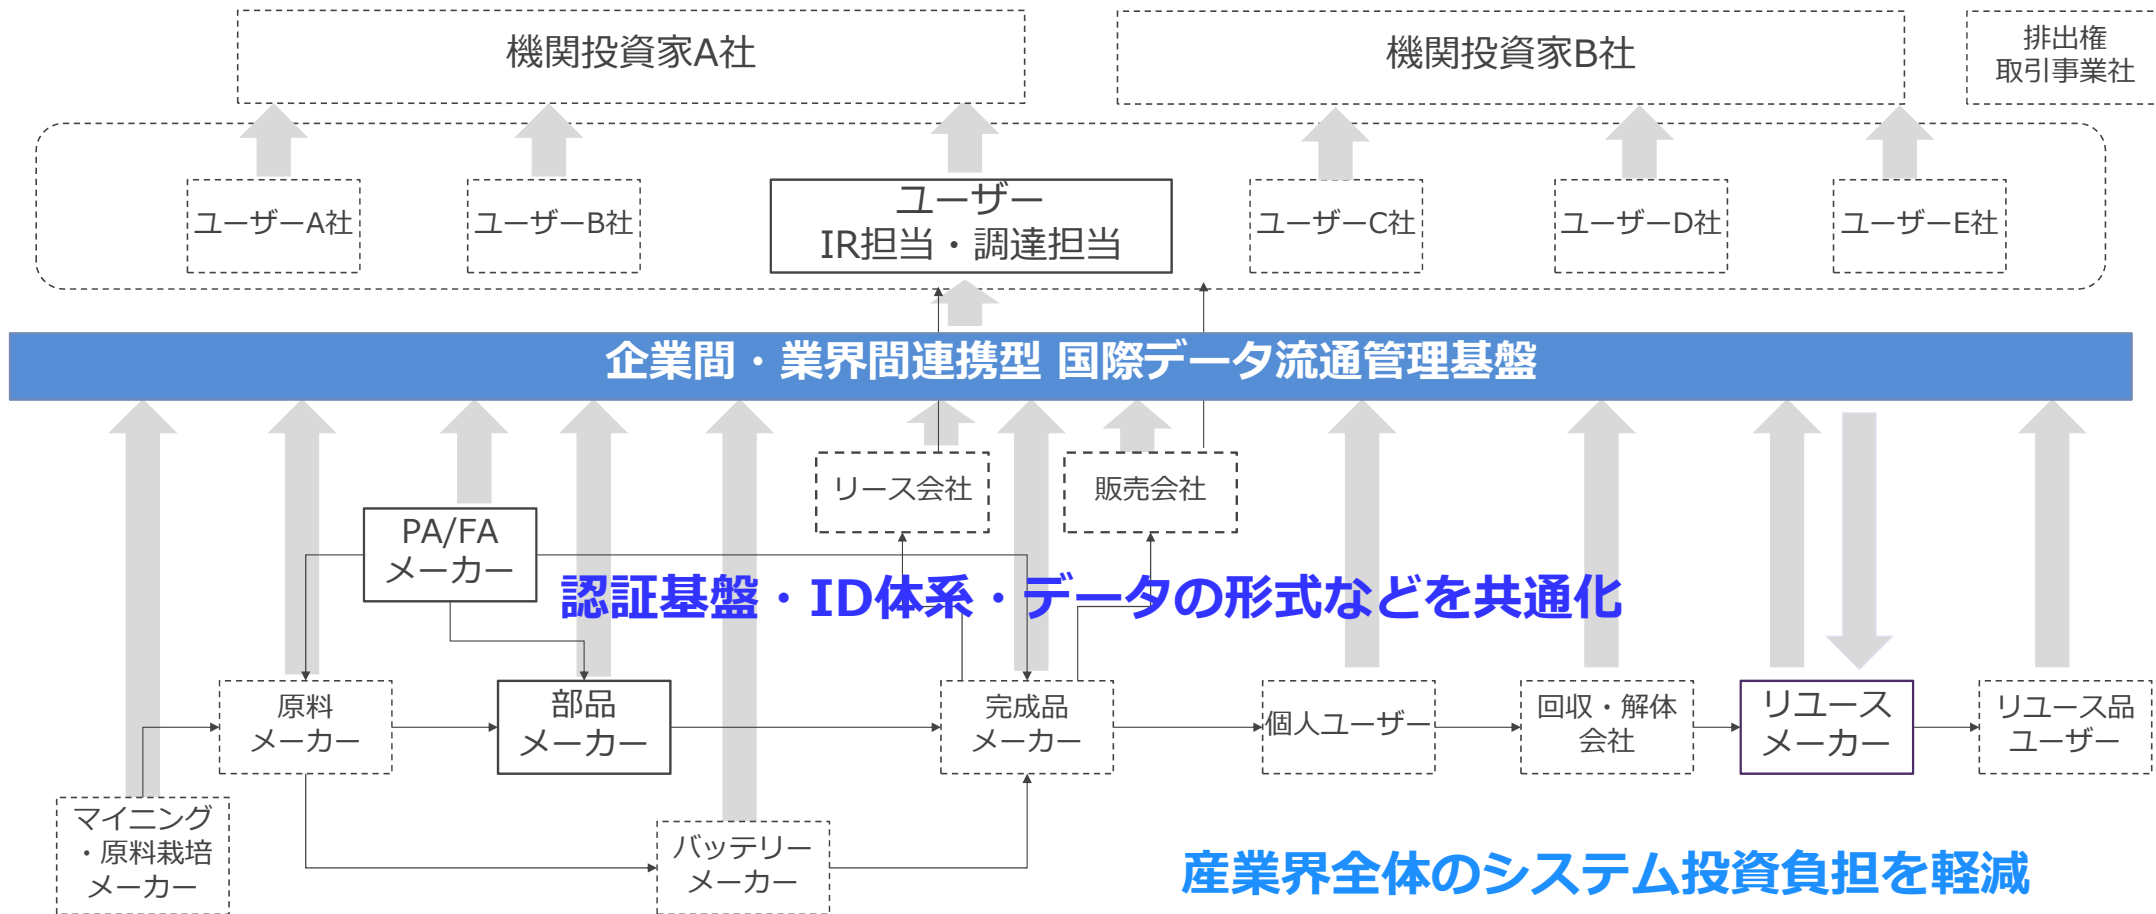 機関投資家A社
機関投資家B社
排出権
取引事業社
ユーザーA社
ユーザーB社
ユーザー
IR担当・調達担当
ユーザーC社
ユーザーD社
ユーザーE社
企業間・業界間連携型 国際データ流通管理基盤
リース会社
販売会社
PA/FA
メーカー
認証基盤・ID体系・データの形式などを共通化
原料
メーカー
部品
メーカー
完成品
メーカー
個人ユーザー
回収・解体
会社
リユース
メーカー
リユース品
ユーザー
マイニング
・原料栽培
メーカー
バッテリー
メーカー
産業界全体のシステム投資負担を軽減